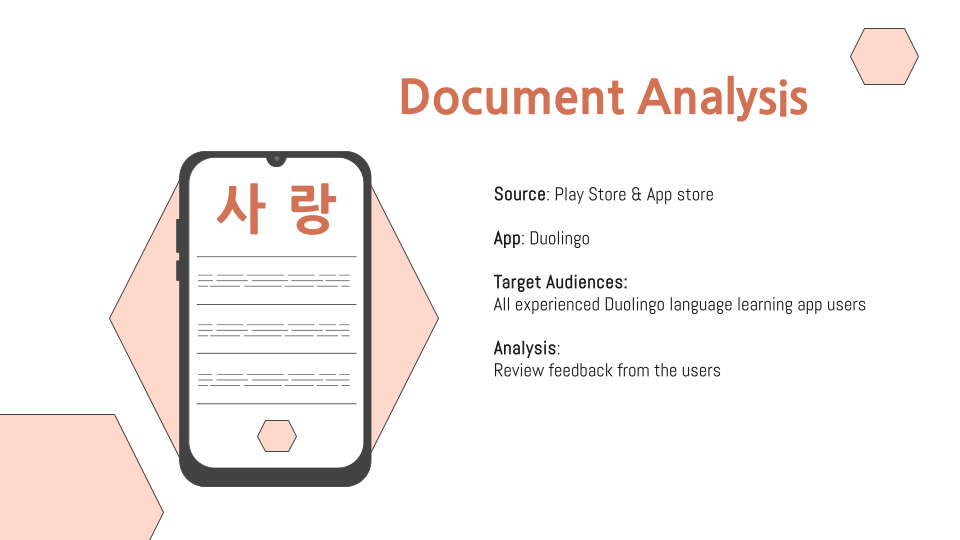 Document Analysis
사 랑
Source: Play Store & App store
App: Duolingo
Target Audiences:
All experienced Duolingo language learning app users
Analysis:
Review feedback from the users